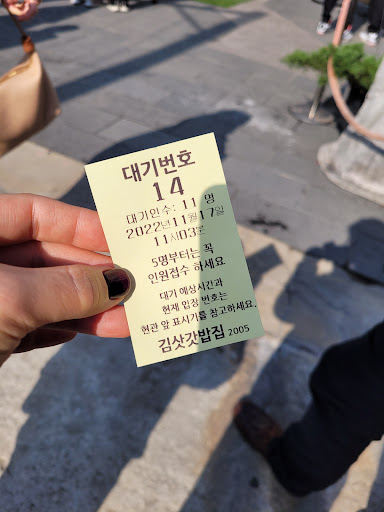 대기번호
14
대기인수: 11 명
2022년11월17일
11시03분
5명부터는 꼭
인원접수 하세요
대기 예상시간과
현재 입장 번호는
현관 앞 표시기를 참고하세요.
김삿갓밥집 2005